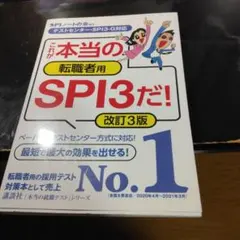 SPIノートの会 編著
テストセンター・SPI3-G対応
これが
本当の
転職者用
SPI3だ!
改訂3版
ペーパー テストセンター方式に対応!
最短で最大の効果を出せる!
転職者用の採用テスト
対策本として売上
No.1
講談社「本当の就職テスト」シリーズ